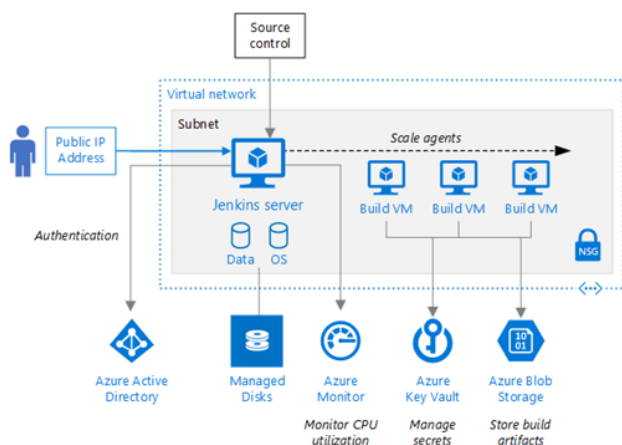 Source
control
Virtual network
Subnet
Public IP
Address
Scale agents
Jenkins server
Build VM
Build VM
Build VM
Authentication
Data
OS
NSG
10
01
Azure Active
Directory
Managed
Disks
Azure
Monitor
Azure
Key Vault
Azure Blob
Storage
Monitor CPU
utilization
Manage
secrets
Store build
artifacts